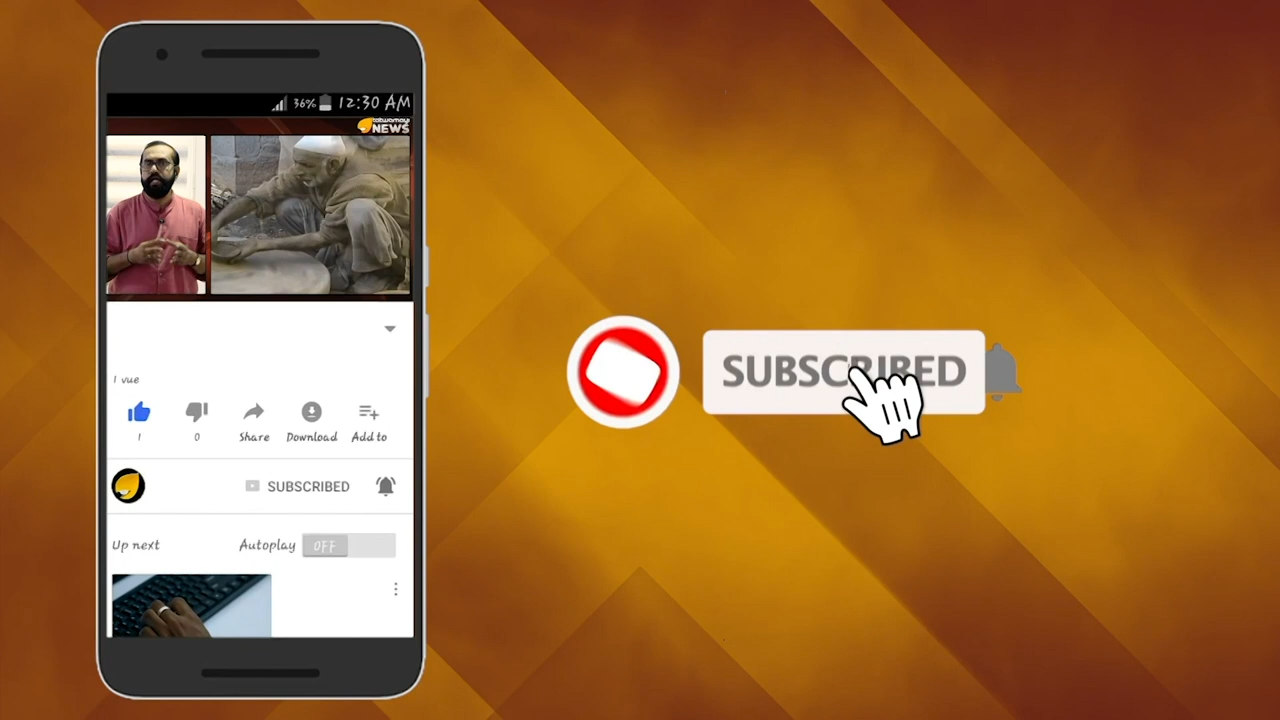 36% 12:30 AM
tatwamayi
NEWS
1 vue
1
0
Share
Download
Add to
SUBSCRIBED
Up next
Autoplay
OFF
SUBSCRIBED